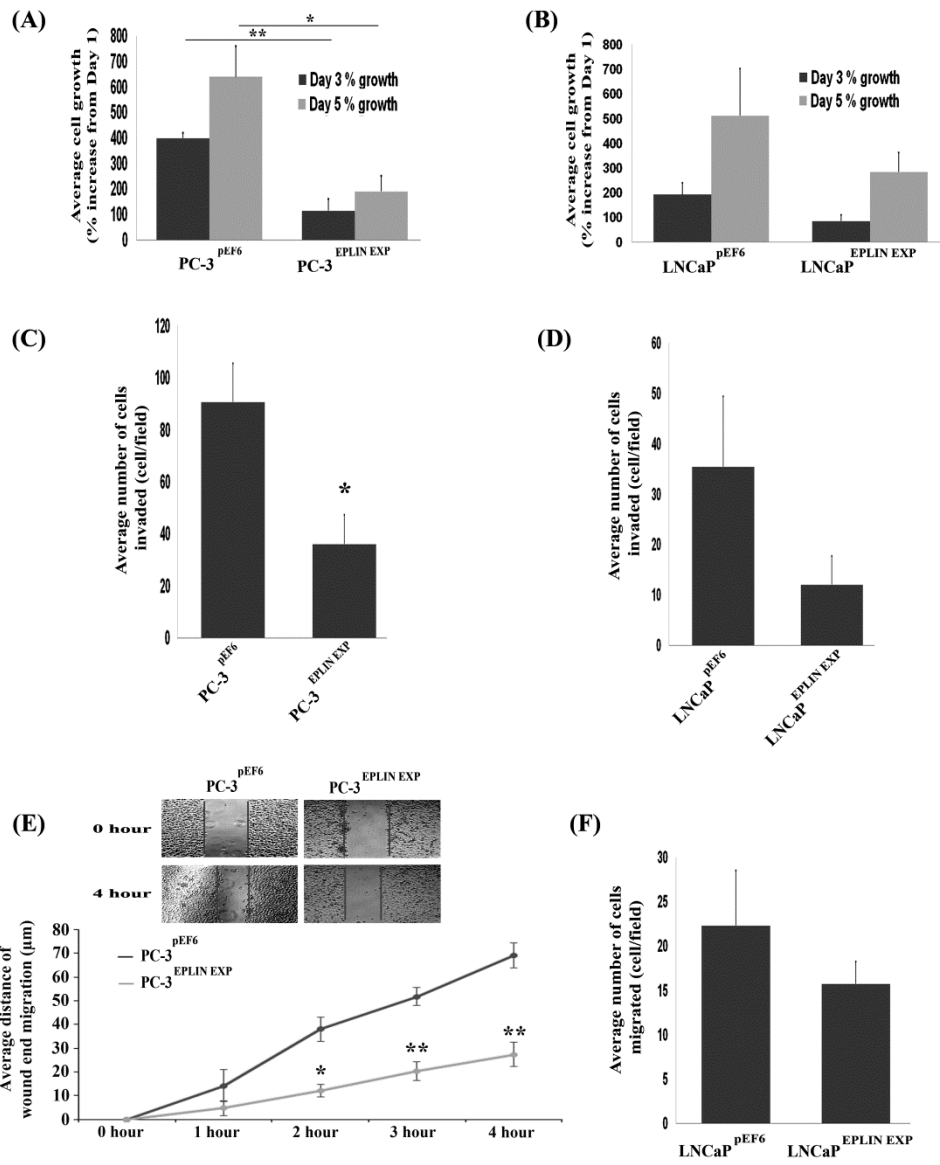 (A)
*
**
Average cell growth
(% increase from Day 1)
800
700
600
500
400
300
200
100
0
Day 3 % growth
Day 5 % growth
PC-3 pEF6
PC-3 EPLIN EXP
(B)
Average cell growth
(% increase from Day 1)
800
700
600
500
400
300
200
100
0
Day 3 % growth
Day 5 % growth
LNCaP pEF6
LNCaP EPLIN EXP
(C)
Average number of cells
invaded (cell/field)
120
100
80
60
40
20
0
*
PC-3 pEF6
PC-3 EPLIN EXP
(D)
Average number of cells
invaded (cell/field)
60
50
40
30
20
10
0
LNCaP pEF6
LNCaP EPLIN EXP
(E)
PC-3 pEF6
PC-3 EPLIN EXP
0 hour
4 hour
Average distance of
wound end migration (µm)
80
70
60
50
40
30
20
10
0
PC-3 pEF6
PC-3 EPLIN EXP
*
**
**
0 hour
1 hour
2 hour
3 hour
4 hour
(F)
Average number of cells
migrated (cell/field)
30
25
20
15
10
5
0
LNCaP pEF6
LNCaP EPLIN EXP